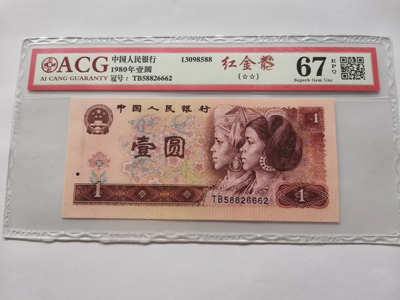 ACG
AI CANG GUARANTY
中国人民银行
1980年壹圆
冠号：TB58826662
13098588
红金龍
(☆☆)
67 EPQ
Superb Gem Unc
中国人民银行
1
壹圆
1
TB58826662
1